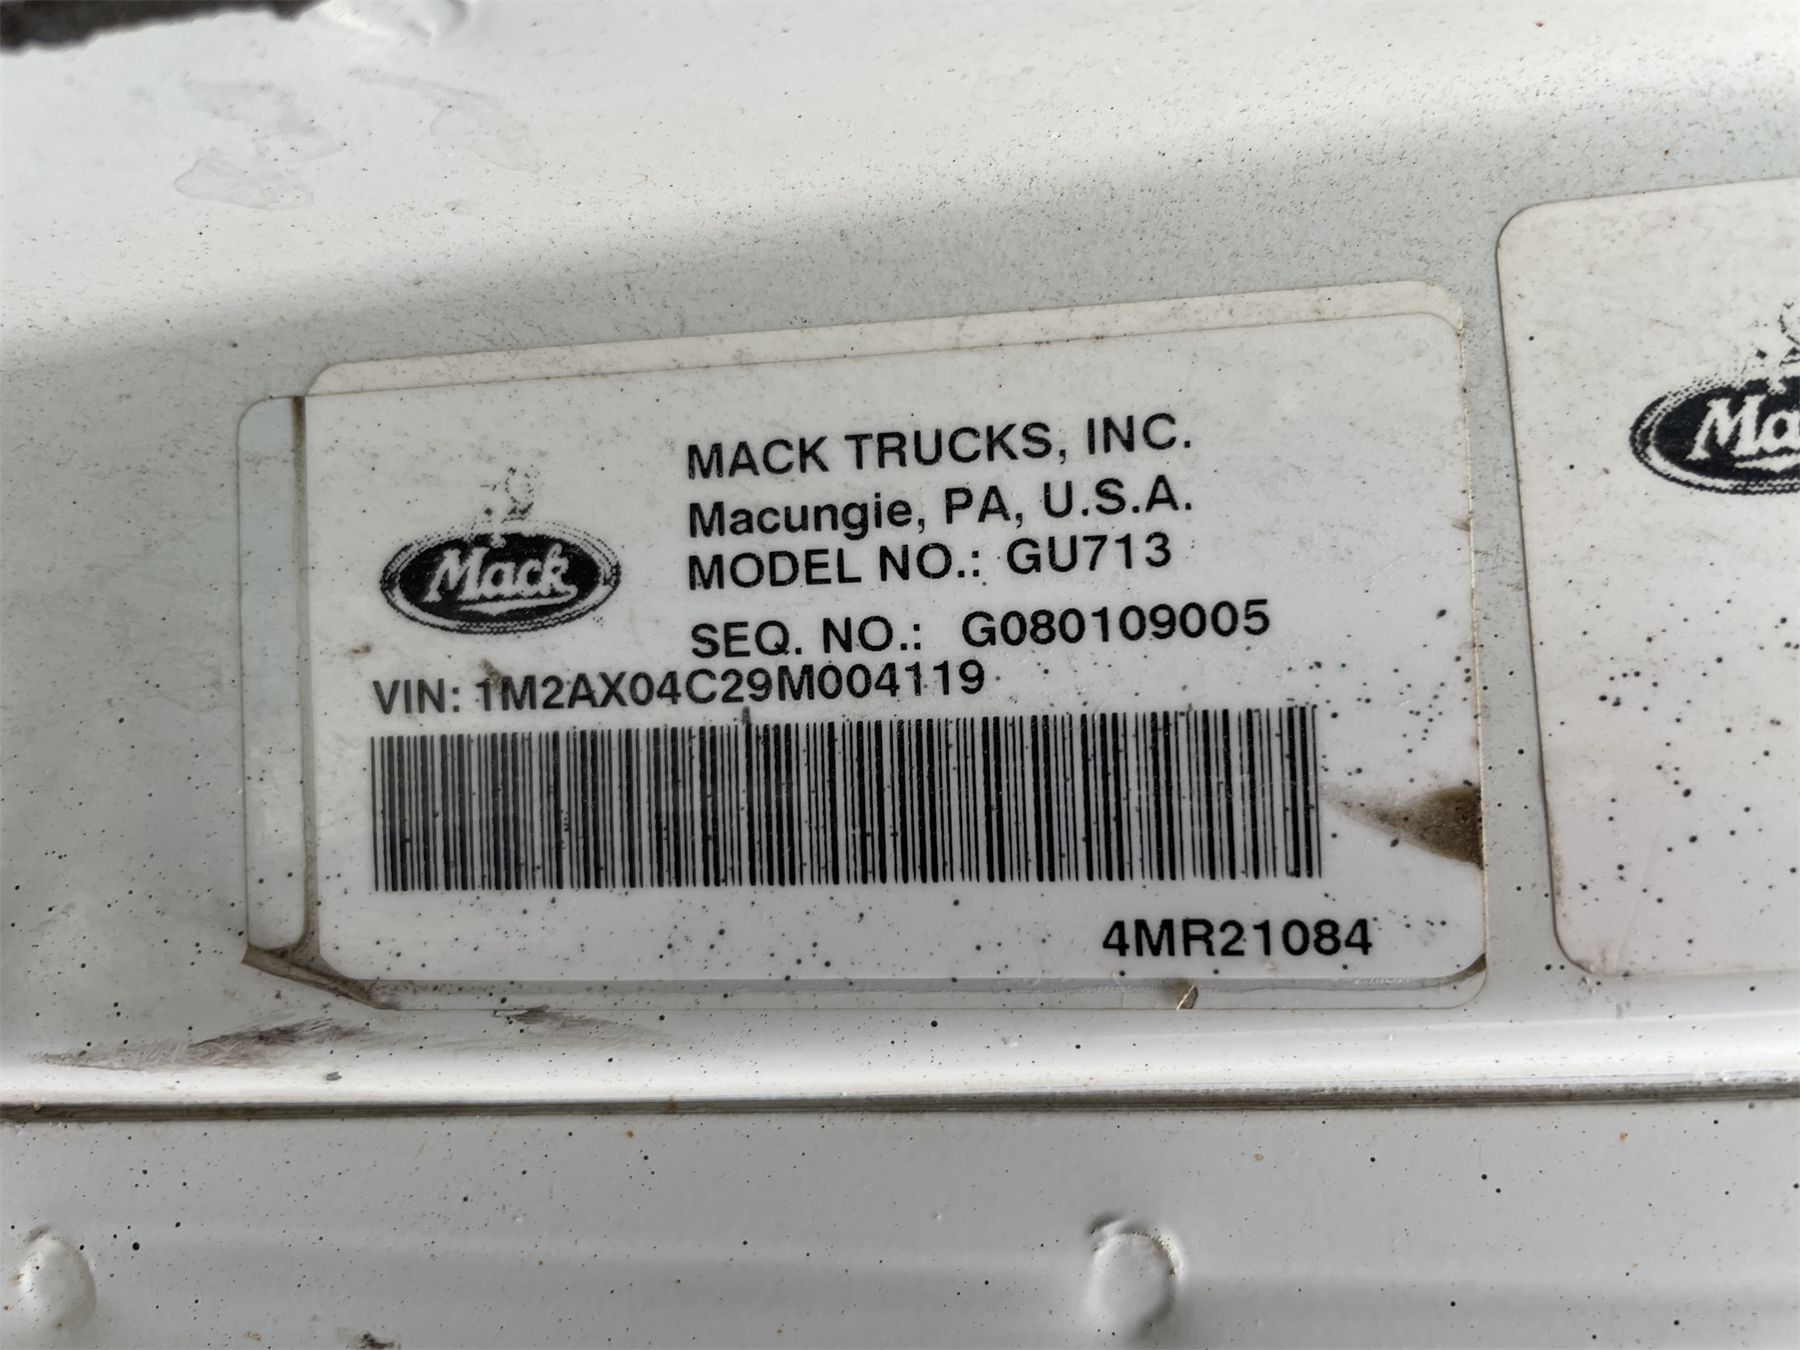 MACK TRUCKS, INC.
Macungie, PA, U.S.A.
MODEL NO.: GU713
SEQ. NO.: G080109005
VIN: 1M2AX04C29M004119
Mack
4MR21084